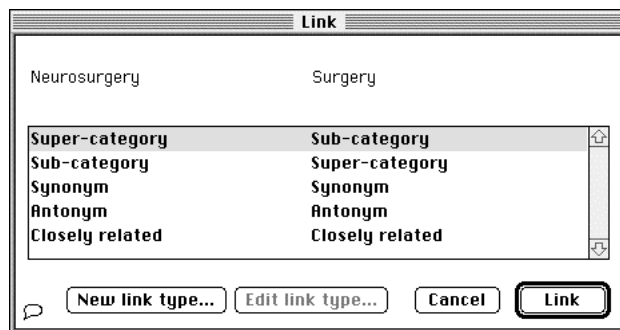 Link
Neurosurgery Surgery
Super-category Sub-category
Sub-category Super-category
Synonym Synonym
Antonym Antonym
Closely related Closely related
New link type... Edit link type... Cancel Link